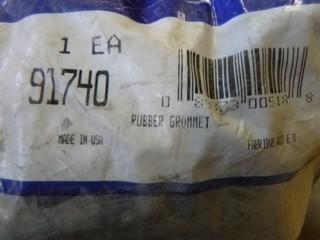 1 EA
91740
RUBBER GROMMET
MADE IN USA